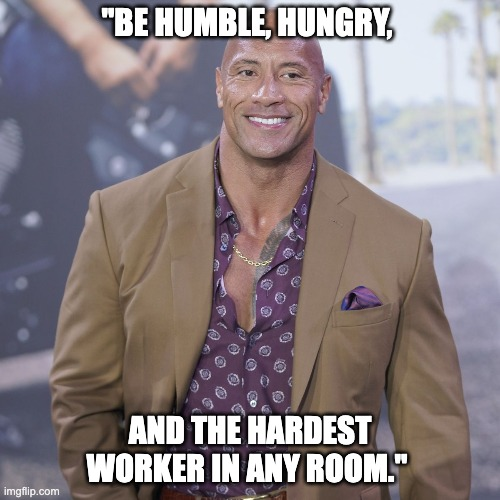 "BE HUMBLE, HUNGRY,
AND THE HARDEST
WORKER IN ANY ROOM."
imgflip.com